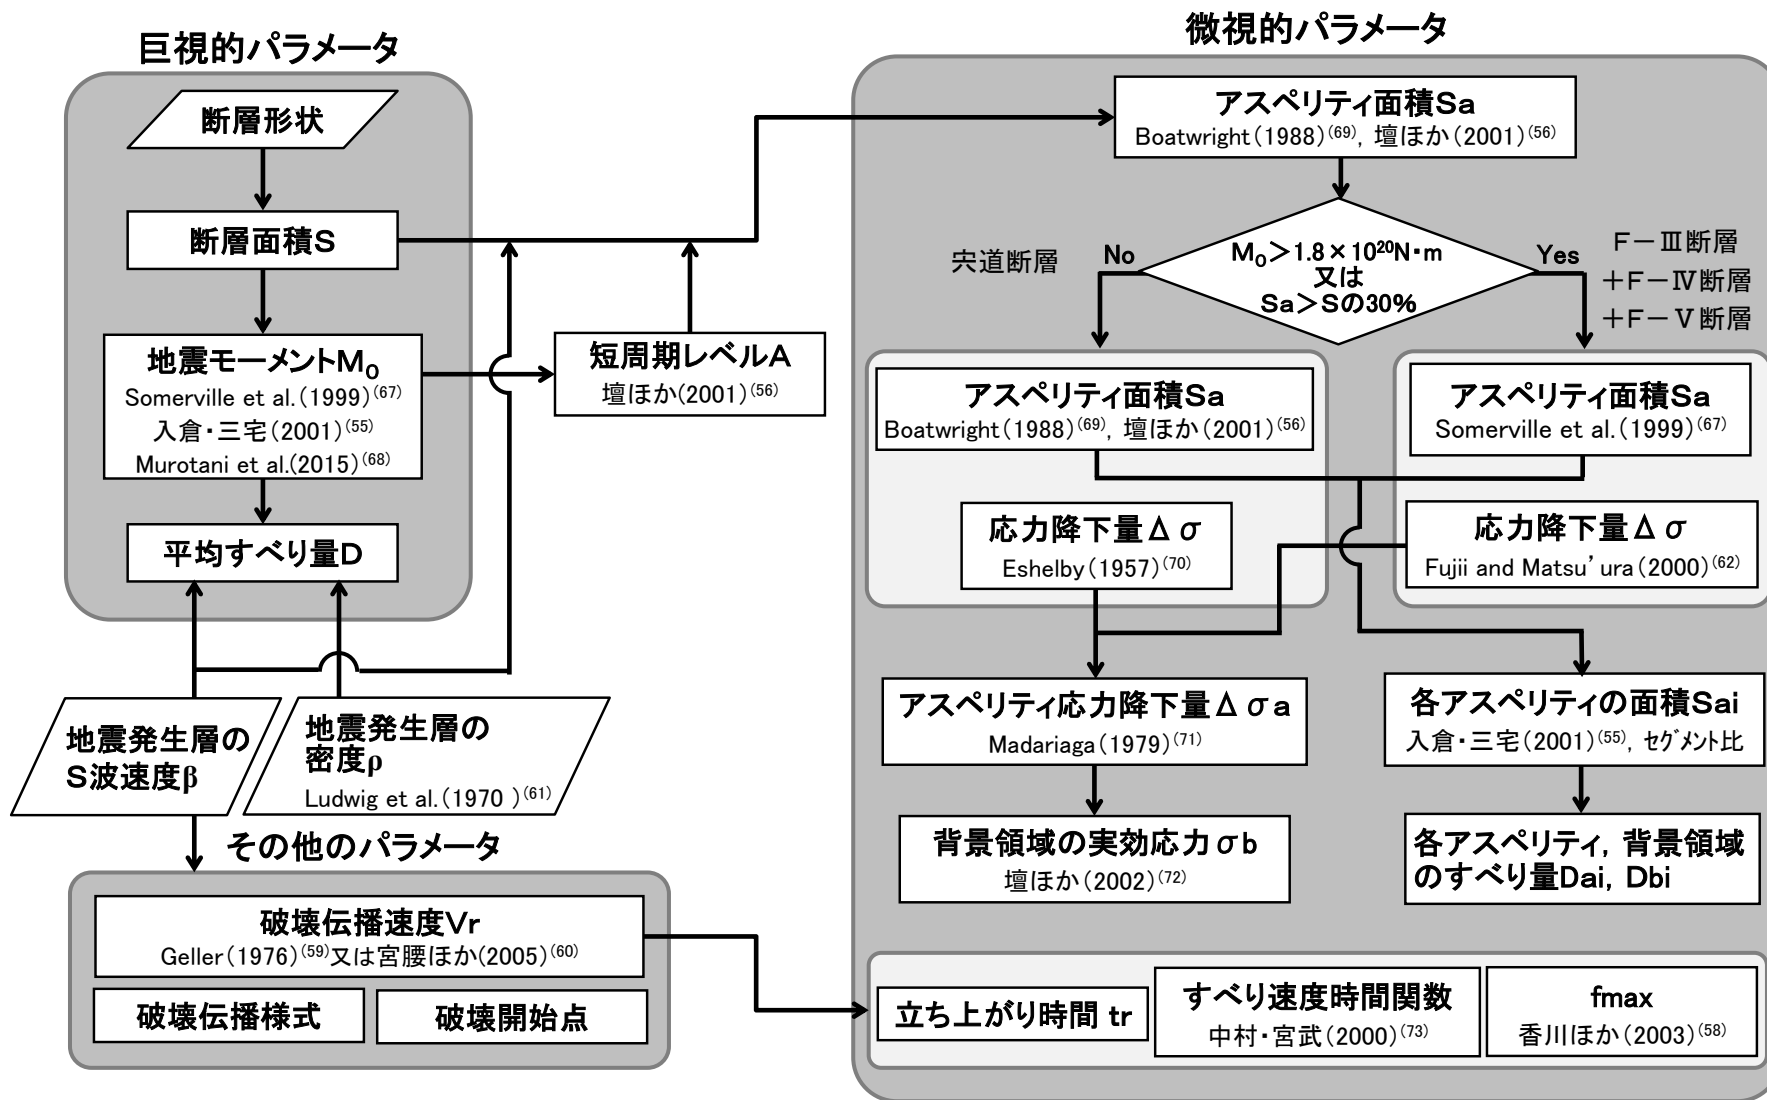 巨視的パラメータ
断層形状
断層面積S
地震モーメントM₀
Somerville et al.(1999)⁽⁶⁷⁾
入倉・三宅(2001)⁽⁵⁵⁾
Murotani et al.(2015)⁽⁶⁸⁾
平均すべり量D
短周期レベルA
壇ほか(2001)⁽⁵⁶⁾
地震発生層の
S波速度β
地震発生層の
密度ρ
Ludwig et al.(1970 )⁽⁶¹⁾
その他のパラメータ
破壊伝播速度Vr
Geller(1976)⁽⁵⁹⁾又は宮腰ほか(2005)⁽⁶⁰⁾
破壊伝播様式
破壊開始点
微視的パラメータ
アスペリティ面積Sa
Boatwright(1988)⁽⁶⁹⁾, 壇ほか(2001)⁽⁵⁶⁾
M₀>1.8×10²⁰N・m
又は
Sa>Sの30%
宍道断層
No
Yes
F-Ⅲ断層
+F-Ⅳ断層
+F-Ⅴ断層
アスペリティ面積Sa
Boatwright(1988)⁽⁶⁹⁾, 壇ほか(2001)⁽⁵⁶⁾
応力降下量Δσ
Eshelby(1957)⁽⁷⁰⁾
アスペリティ面積Sa
Somerville et al.(1999)⁽⁶⁷⁾
応力降下量Δσ
Fujii and Matsu'ura(2000)⁽⁶²⁾
アスペリティ応力降下量Δσa
Madariaga(1979)⁽⁷¹⁾
各アスペリティの面積Sai
入倉・三宅(2001)⁽⁵⁵⁾, セグメント比
背景領域の実効応力σb
壇ほか(2002)⁽⁷²⁾
各アスペリティ, 背景領域
のすべり量Dai, Dbi
立ち上がり時間 tr
すべり速度時間関数
中村・宮武(2000)⁽⁷³⁾
fmax
香川ほか(2003)⁽⁵⁸⁾